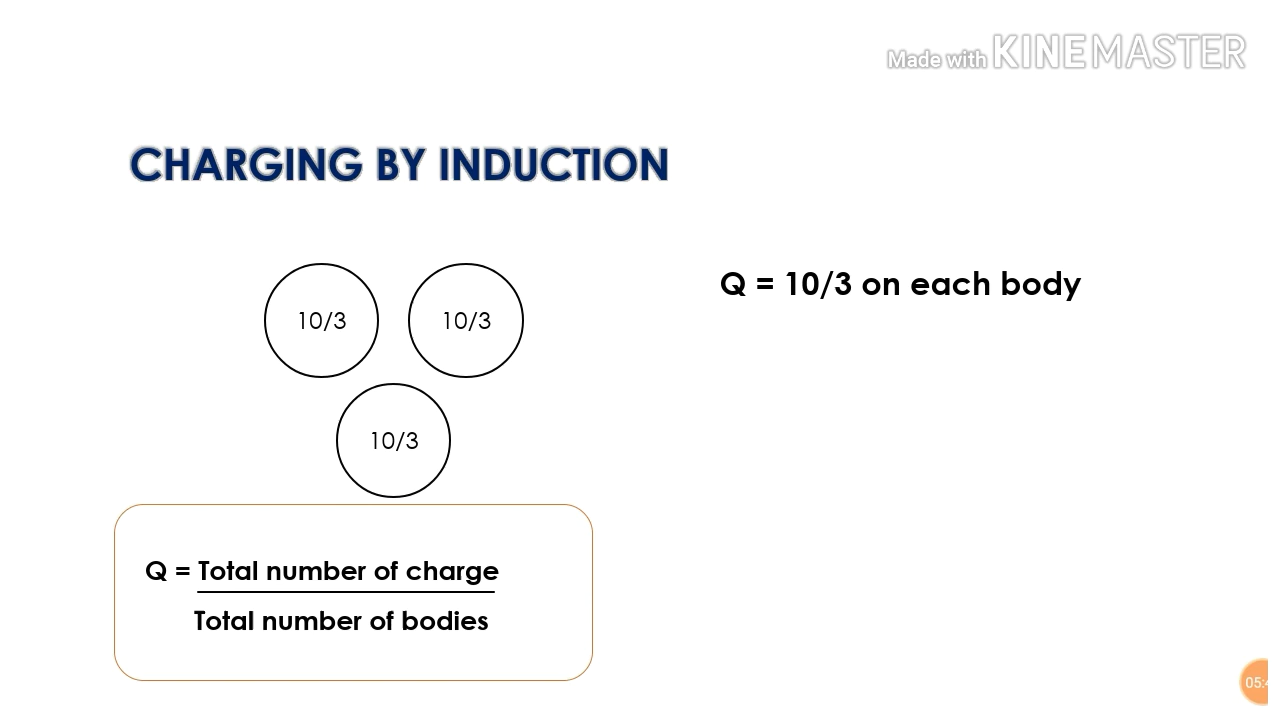 Made with KINEMASTER
CHARGING BY INDUCTION
10/3 10/3
Q = 10/3 on each body
10/3
Q = Total number of charge
Total number of bodies